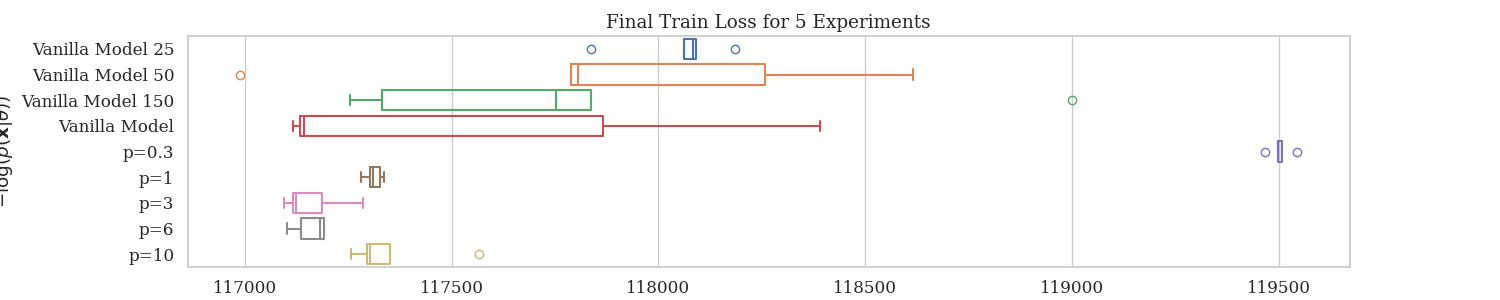 Final Train Loss for 5 Experiments
Vanilla Model 25
Vanilla Model 50
Vanilla Model 150
Vanilla Model
p=0.3
p=1
p=3
p=6
p=10
−log(p(x|θ))
117000 117500 118000 118500 119000 119500